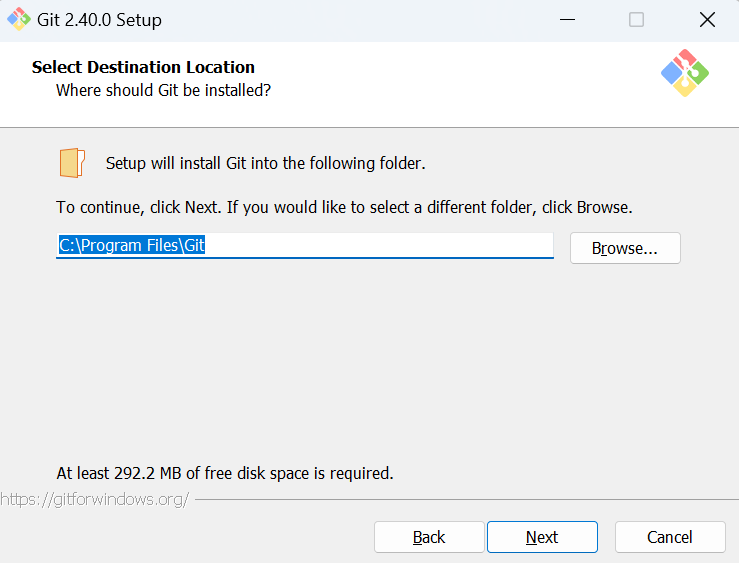 Git 2.40.0 Setup
Select Destination Location
Where should Git be installed?
Setup will install Git into the following folder.
To continue, click Next. If you would like to select a different folder, click Browse.
C:\Program Files\Git
Browse...
At least 292.2 MB of free disk space is required.
https://gitforwindows.org/
Back
Next
Cancel